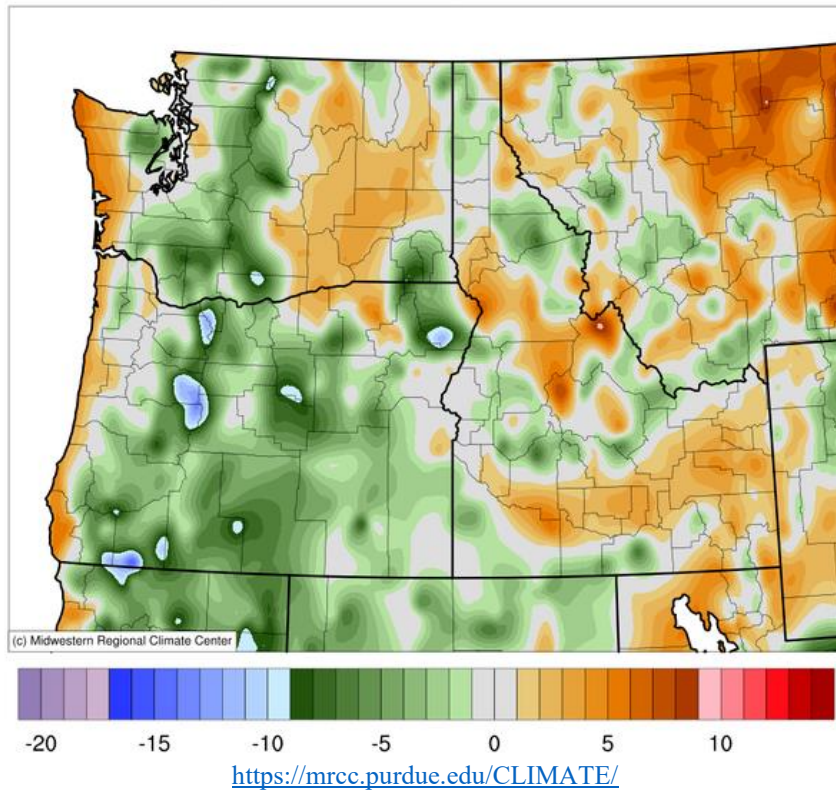 (c) Midwestern Regional Climate Center
-20 -15 -10 -5 0 5 10
https://mrcc.purdue.edu/CLIMATE/